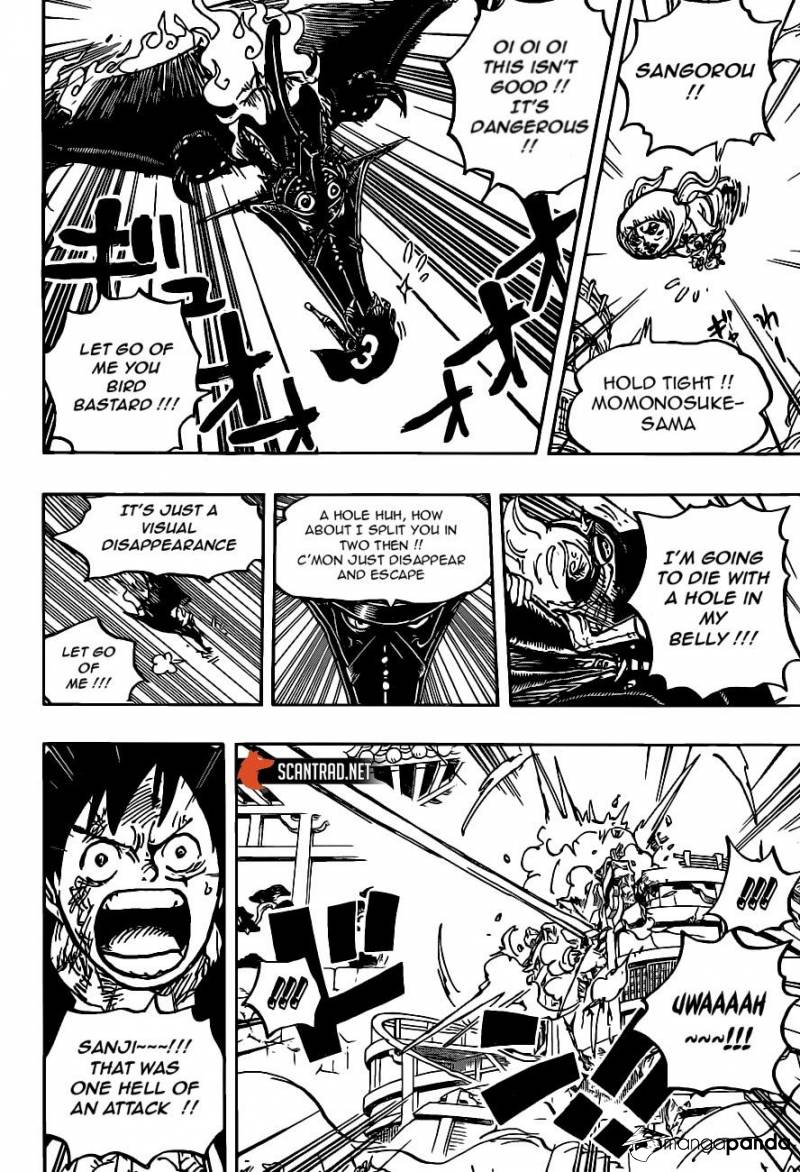 SANGOROU
!!
HOLD TIGHT !!
MOMONOSUKE-
SAMA
OI OI OI
THIS ISN'T
GOOD !!
IT'S
DANGEROUS
!!
LET GO OF
ME YOU
BIRD
BASTARD !!!
I'M GOING
TO DIE WITH
A HOLE IN
MY
BELLY !!!
A HOLE HUH, HOW
ABOUT I SPLIT YOU IN
TWO THEN !!
C'MON JUST DISAPPEAR
AND ESCAPE
IT'S JUST A
VISUAL
DISAPPEARANCE
LET GO
OF
ME !!!
!!!
UWAAAAH
~~~!!!
!!!
SCANTRAD.NET
SANJI~~~!!!
THAT WAS
ONE HELL OF
AN ATTACK !!
mangapanda